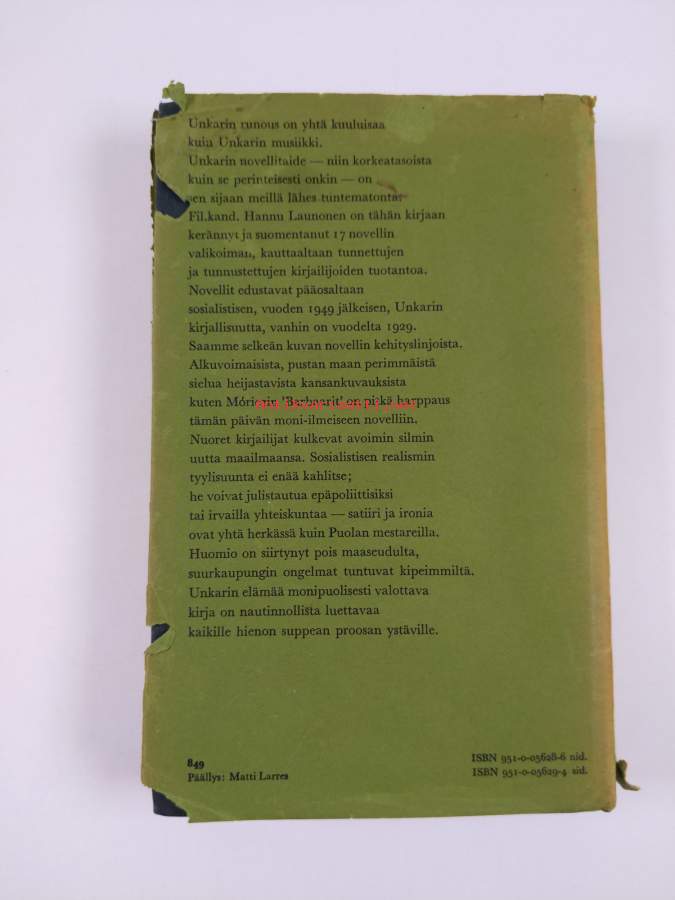 Unkarin runous on yhtä kuuluisaa
kuin Unkarin musiikki.
Unkarin novellitaide — niin korkeatasoista
kuin se perinteisesti onkin — on
sen sijaan meillä lähes tuntematonta.
Fil.kand. Hannu Launonen on tähän kirjaan
kerännyt ja suomentanut 17 novellin
valikoiman, kauttaaltaan tunnettujen
ja tunnustettujen kirjailijoiden tuotantoa.
Novellit edustavat pääosaltaan
sosialistisen, vuoden 1949 jälkeisen, Unkarin
kirjallisuutta, vanhin on vuodelta 1929.
Saamme selkeän kuvan novellin kehityslinjoista.
Alkuvoimaisista, pustan maan perimmäistä
sielua heijastavista kansankuvauksista
kuten Móriczin 'Barbaarit' on pitkä harppaus
tämän päivän moni-ilmeiseen novelliin.
Nuoret kirjailijat kulkevat avoimin silmin
uutta maailmaansa. Sosialistisen realismin
tyylisuunta ei enää kahlitse;
he voivat julistautua epäpoliittisiksi
tai irvailla yhteiskuntaa — satiiri ja ironia
ovat yhtä herkässä kuin Puolan mestareilla.
Huomio on siirtynyt pois maaseudulta,
suurkaupungin ongelmat tuntuvat kipeimmiltä.
Unkarin elämää monipuolisesti valottava
kirja on nautinnollista luettavaa
kaikille hienon suppean proosan ystäville.
849
Päällys: Matti Larres
ISBN 951-0-05628-6 nid.
ISBN 951-0-05629-4 sid.